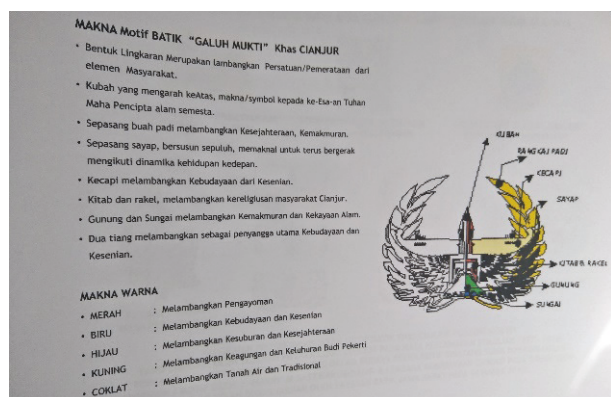 MAKNA Motif BATIK "GALUH MUKTI" Khas CIANJUR
• Bentuk Lingkaran Merupakan lambangkan Persatuan/Pemerataan dari
elemen Masyarakat.
• Kubah yang mengarah keAtas, makna/symbol kepada ke-Esa-an Tuhan
Maha Pencipta alam semesta.
• Sepasang buah padi melambangkan Kesejahteraan, Kemakmuran.
• Sepasang sayap, bersusun sepuluh, memaknai untuk terus bergerak
mengikuti dinamika kehidupan kedepan.
• Kecapi melambangkan Kebudayaan dari Kesenian.
• Kitab dan rakel, melambangkan kereligiusan masyarakat Cianjur.
• Gunung dan Sungai melambangkan Kemakmuran dan Kekayaan Alam.
• Dua tiang melambangkan sebagai penyangga utama Kebudayaan dan
Kesenian.
KUBAH
RANGKAI PADI
KECAPI
SAYAP
KITAB & RAKEL
GUNUNG
SUNGAI
MAKNA WARNA
• MERAH : Melambangkan Pengayoman
• BIRU : Melambangkan Kebudayaan dan Kesenian
• HIJAU : Melambangkan Kesuburan dan Kesejahteraan
• KUNING : Melambangkan Keagungan dan Keluhuran Budi Pekerti
• COKLAT : Melambangkan Tanah Air dan Tradisional